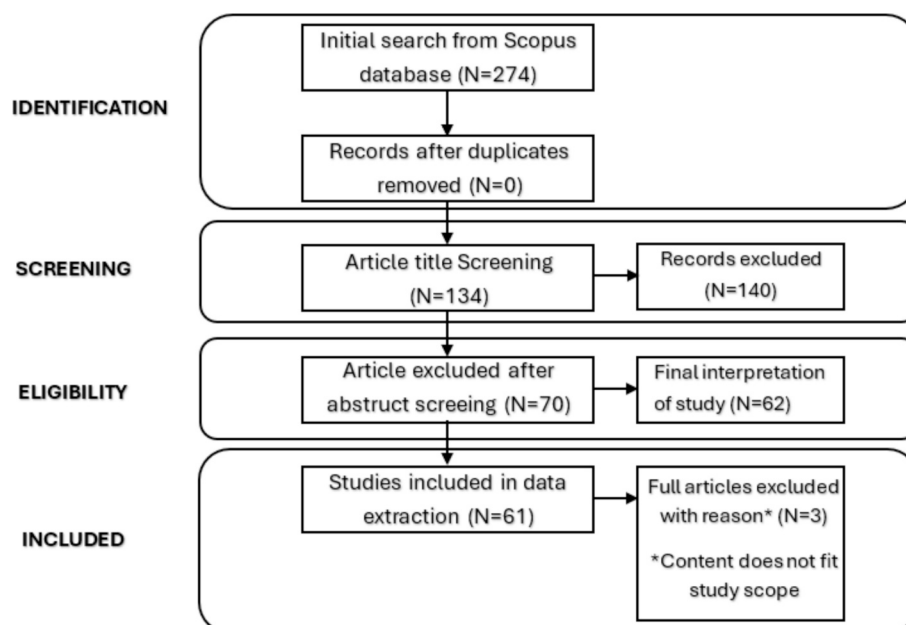 IDENTIFICATION
Initial search from Scopus
database (N=274)
Records after duplicates
removed (N=0)
SCREENING
Article title Screening
(N=134)
Records excluded
(N=140)
ELIGIBILITY
Article excluded after
abstruct screeing (N=70)
Final interpretation
of study (N=62)
INCLUDED
Studies included in data
extraction (N=61)
Full articles excluded
with reason* (N=3)
*Content does not fit
study scope